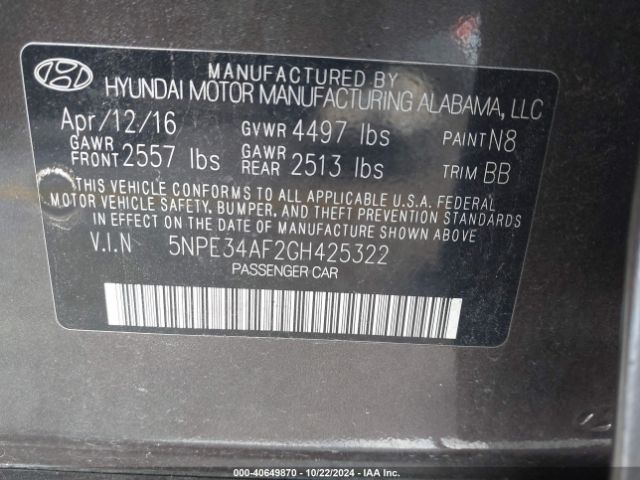 MANUFACTURED BY
HYUNDAI MOTOR MANUFACTURING ALABAMA, LLC
Apr/12/16 GVWR 4497 lbs PAINT N8
GAWR FRONT 2557 lbs GAWR REAR 2513 lbs TRIM BB
THIS VEHICLE CONFORMS TO ALL APPLICABLE U.S.A. FEDERAL
MOTOR VEHICLE SAFETY, BUMPER, AND THEFT PREVENTION STANDARDS
IN EFFECT ON THE DATE OF MANUFACTURE SHOWN ABOVE.
V.I.N 5NPE34AF2GH425322
PASSENGER CAR
000-40649870 - 10/22/2024 - IAA Inc.